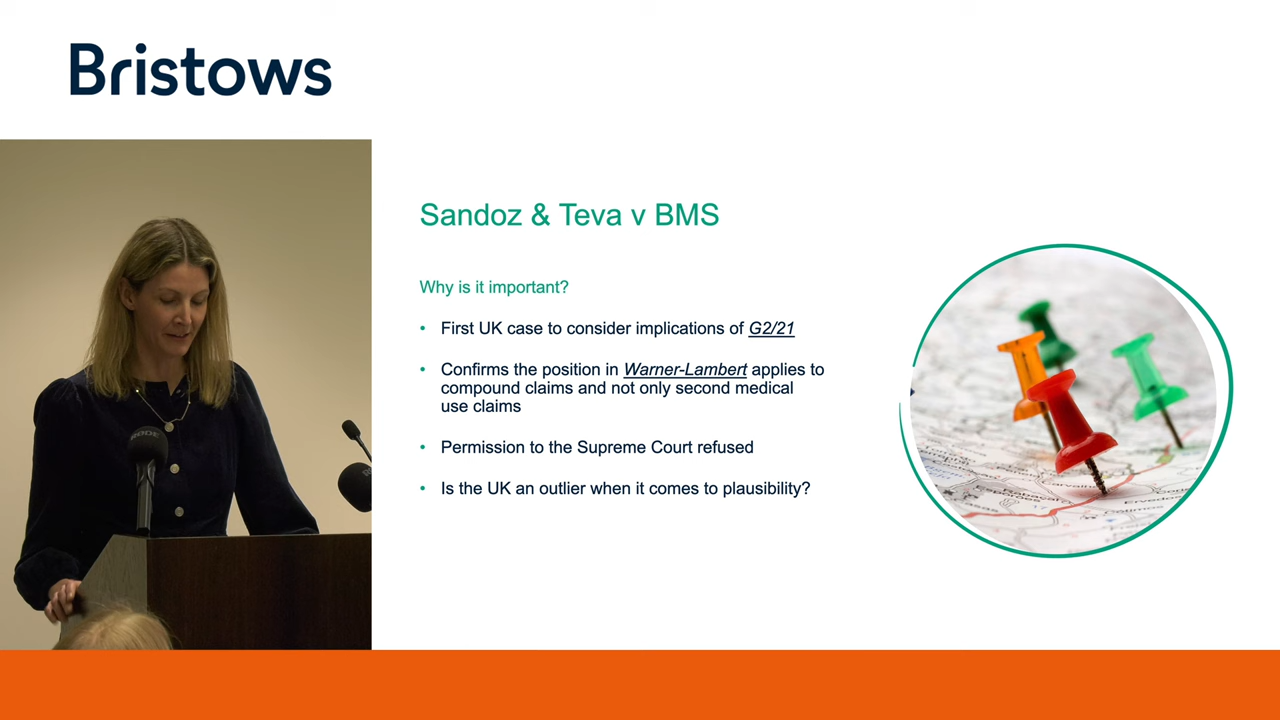 Bristows
RODE
Sandoz & Teva v BMS
Why is it important?
• First UK case to consider implications of G2/21
• Confirms the position in Warner-Lambert applies to
compound claims and not only second medical
use claims
• Permission to the Supreme Court refused
• Is the UK an outlier when it comes to plausibility?